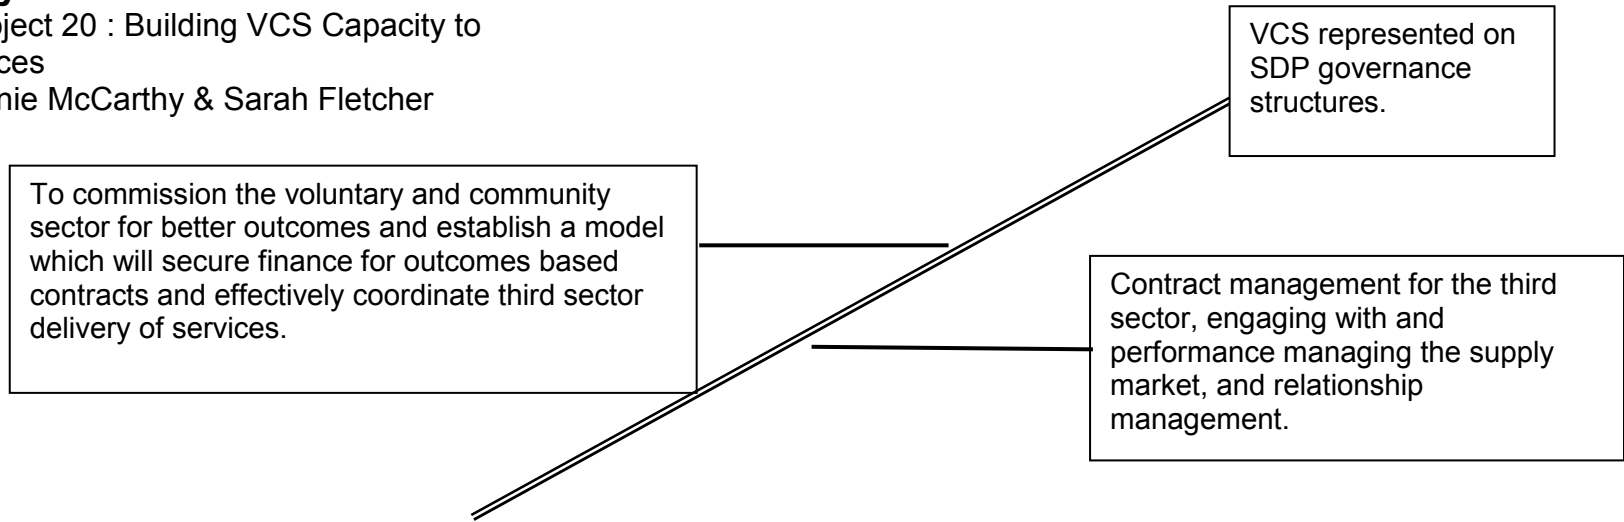 ject 20 : Building VCS Capacity to
ces
nie McCarthy & Sarah Fletcher
VCS represented on
SDP governance
structures.
To commission the voluntary and community
sector for better outcomes and establish a model
which will secure finance for outcomes based
contracts and effectively coordinate third sector
delivery of services.
Contract management for the third
sector, engaging with and
performance managing the supply
market, and relationship
management.